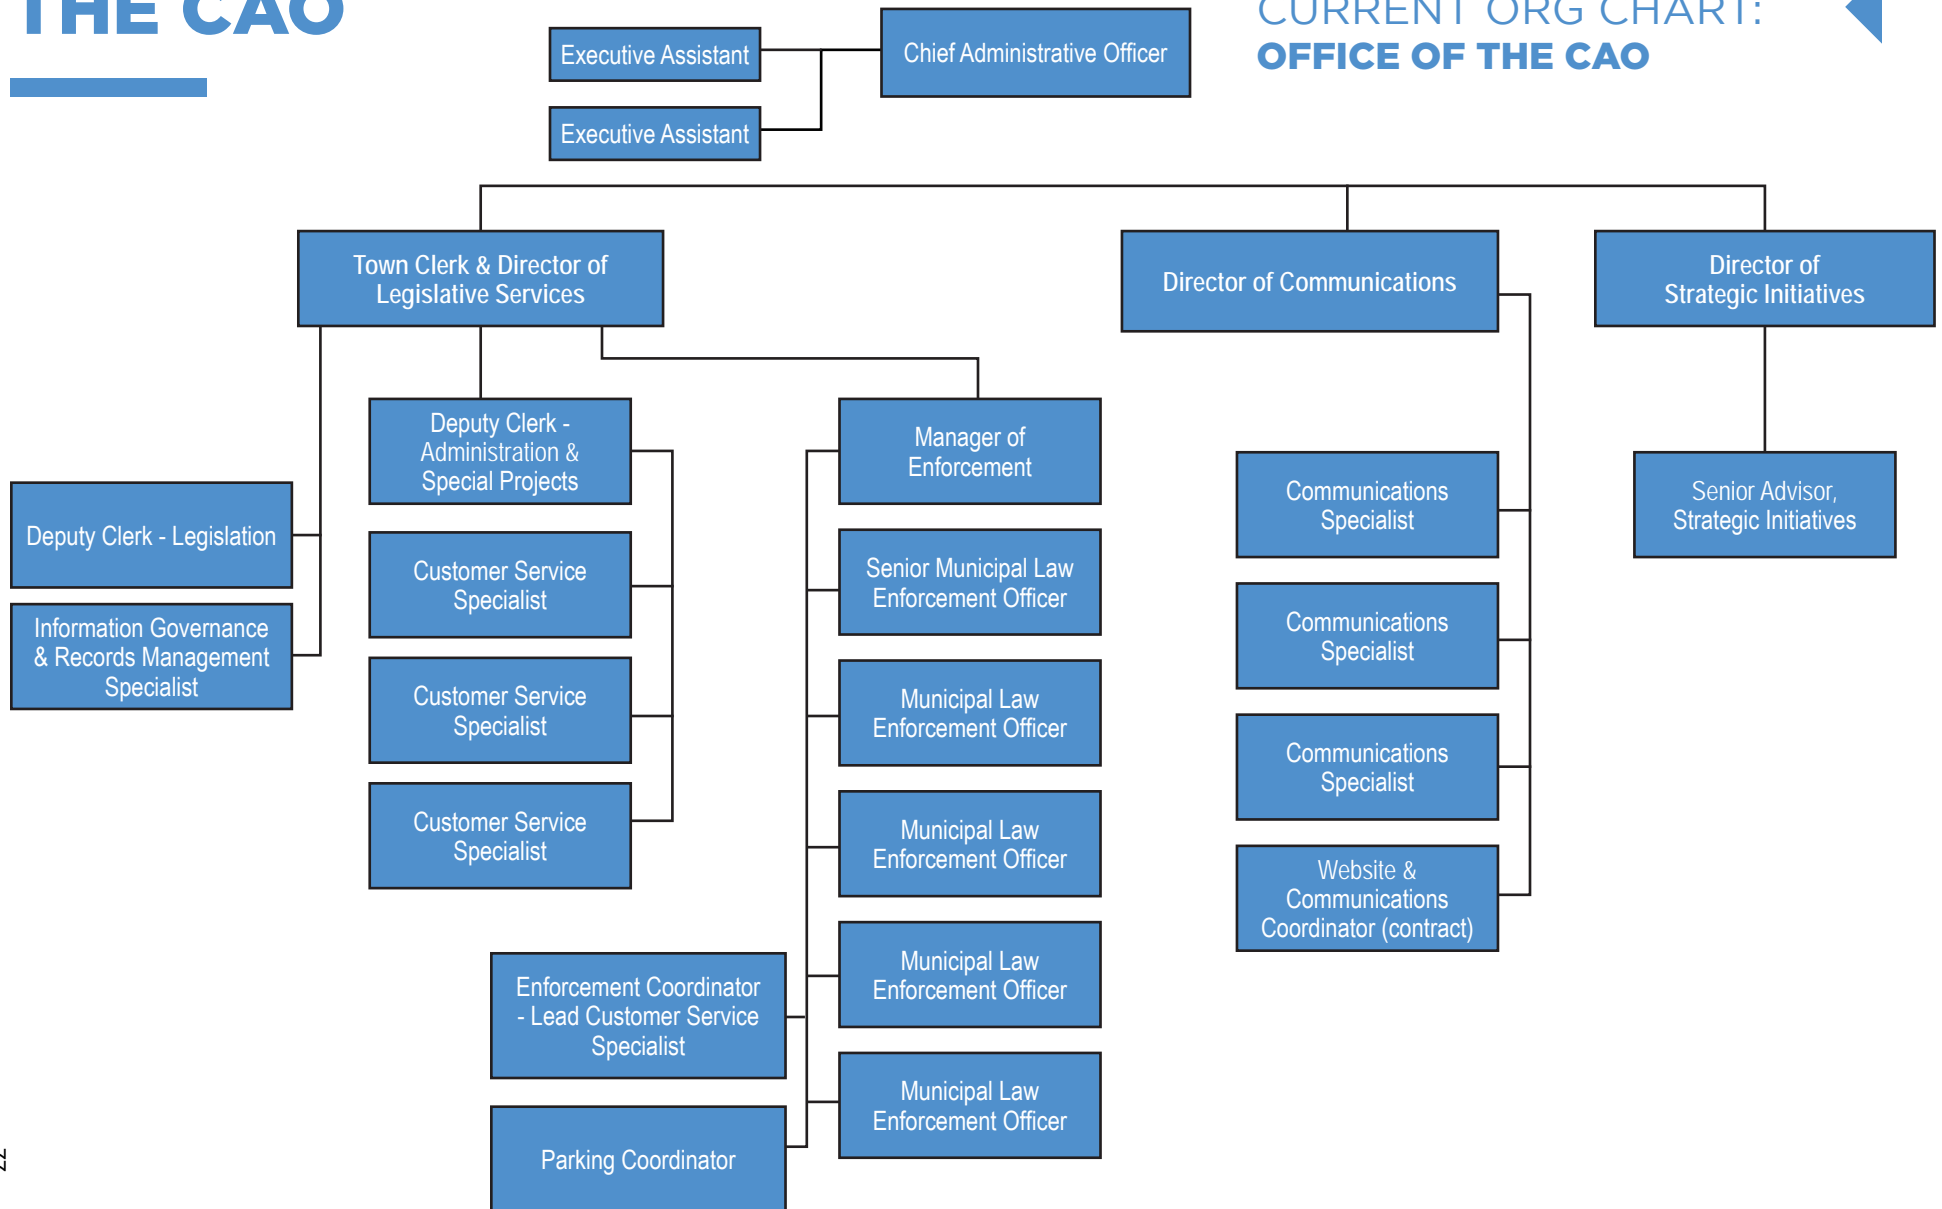 THE CAO
CURRENT ORG CHART:
OFFICE OF THE CAO
Executive Assistant
Chief Administrative Officer
Executive Assistant
Town Clerk & Director of
Legislative Services
Director of Communications
Director of
Strategic Initiatives
Deputy Clerk - Legislation
Information Governance
& Records Management
Specialist
Deputy Clerk -
Administration &
Special Projects
Customer Service
Specialist
Customer Service
Specialist
Customer Service
Specialist
Manager of
Enforcement
Senior Municipal Law
Enforcement Officer
Municipal Law
Enforcement Officer
Municipal Law
Enforcement Officer
Municipal Law
Enforcement Officer
Municipal Law
Enforcement Officer
Enforcement Coordinator
- Lead Customer Service
Specialist
Parking Coordinator
Communications
Specialist
Communications
Specialist
Communications
Specialist
Website &
Communications
Coordinator (contract)
Senior Advisor,
Strategic Initiatives